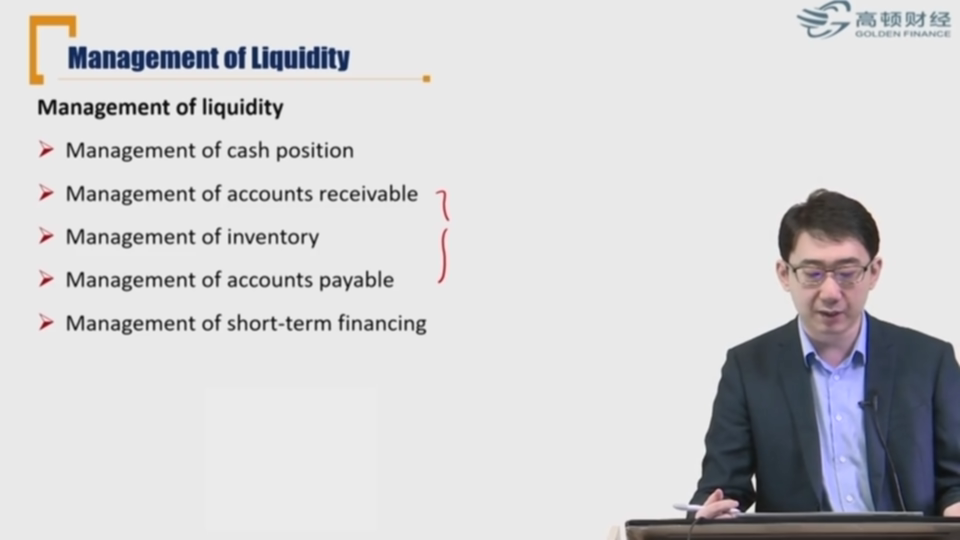 高顿财经
GOLDEN FINANCE
Management of Liquidity
Management of liquidity
Management of cash position
Management of accounts receivable
Management of inventory
Management of accounts payable
Management of short-term financing